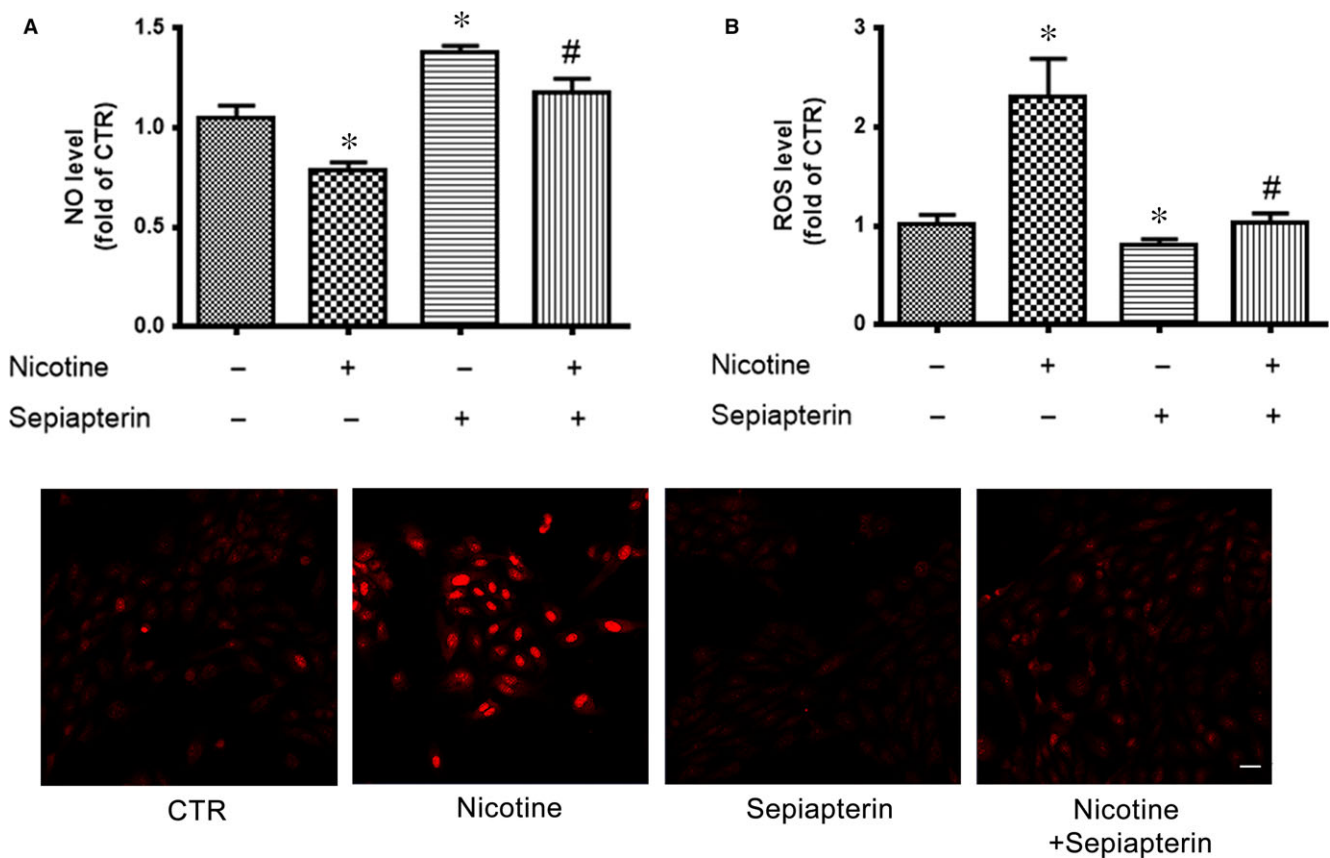 A
NO level
(fold of CTR)
1.5
1.0
0.5
0.0
*
*
#
Nicotine – + – +
Sepiapterin – – + +
B
ROS level
(fold of CTR)
3
2
1
0
*
*
#
Nicotine – + – +
Sepiapterin – – + +
CTR
Nicotine
Sepiapterin
Nicotine
+Sepiapterin